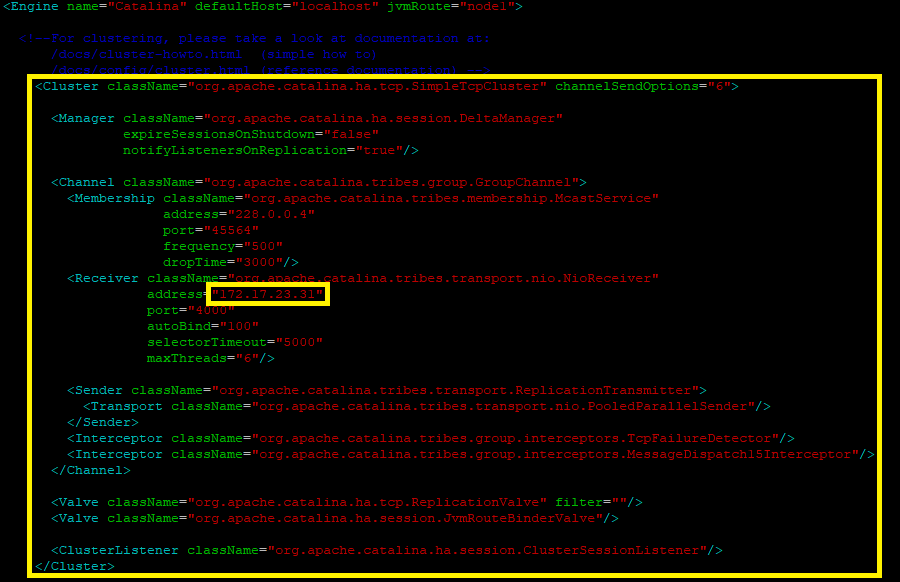 <Engine name="Catalina" defaultHost="localhost" jvmRoute="node1">
<!--For clustering, please take a look at documentation at:
/docs/cluster-howto.html (simple how to)
/docs/config/cluster.html (reference documentation) -->
<Cluster className="org.apache.catalina.ha.tcp.SimpleTcpCluster" channelSendOptions="6">
<Manager className="org.apache.catalina.ha.session.DeltaManager"
expireSessionsOnShutdown="false"
notifyListenersOnReplication="true"/>
<Channel className="org.apache.catalina.tribes.group.GroupChannel">
<Membership className="org.apache.catalina.tribes.membership.McastService"
address="228.0.0.4"
port="45564"
frequency="500"
dropTime="3000"/>
<Receiver className="org.apache.catalina.tribes.transport.nio.NioReceiver"
address="172.17.23.31"
port="4000"
autoBind="100"
selectorTimeout="5000"
maxThreads="6"/>
<Sender className="org.apache.catalina.tribes.transport.ReplicationTransmitter">
<Transport className="org.apache.catalina.tribes.transport.nio.PooledParallelSender"/>
</Sender>
<Interceptor className="org.apache.catalina.tribes.group.interceptors.TcpFailureDetector"/>
<Interceptor className="org.apache.catalina.tribes.group.interceptors.MessageDispatch15Interceptor"/>
</Channel>
<Valve className="org.apache.catalina.ha.tcp.ReplicationValve" filter=""/>
<Valve className="org.apache.catalina.ha.session.JvmRouteBinderValve"/>
<ClusterListener className="org.apache.catalina.ha.session.ClusterSessionListener"/>
</Cluster>